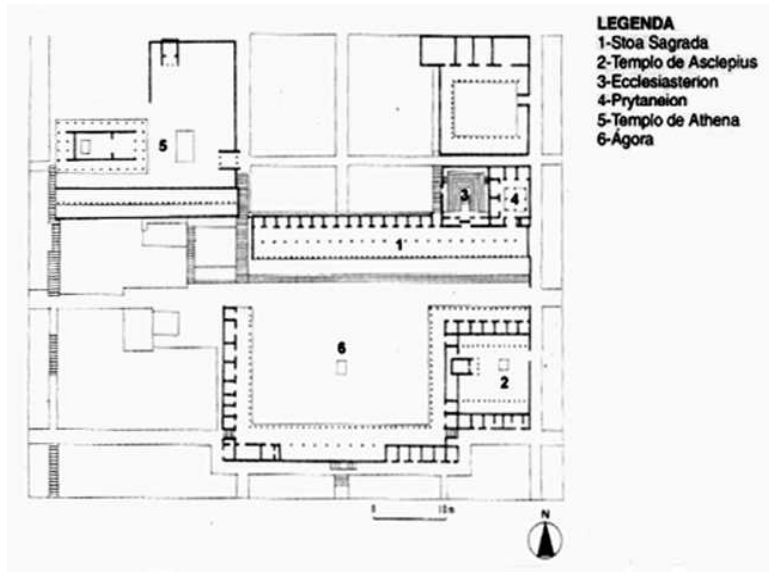 LEGENDA
1-Stoa Sagrada
2-Templo de Asclepius
3-Ecclesiasterion
4-Prytaneion
5-Templo de Athena
6-Ágora
5
3
4
1
6
2
0 10m
N